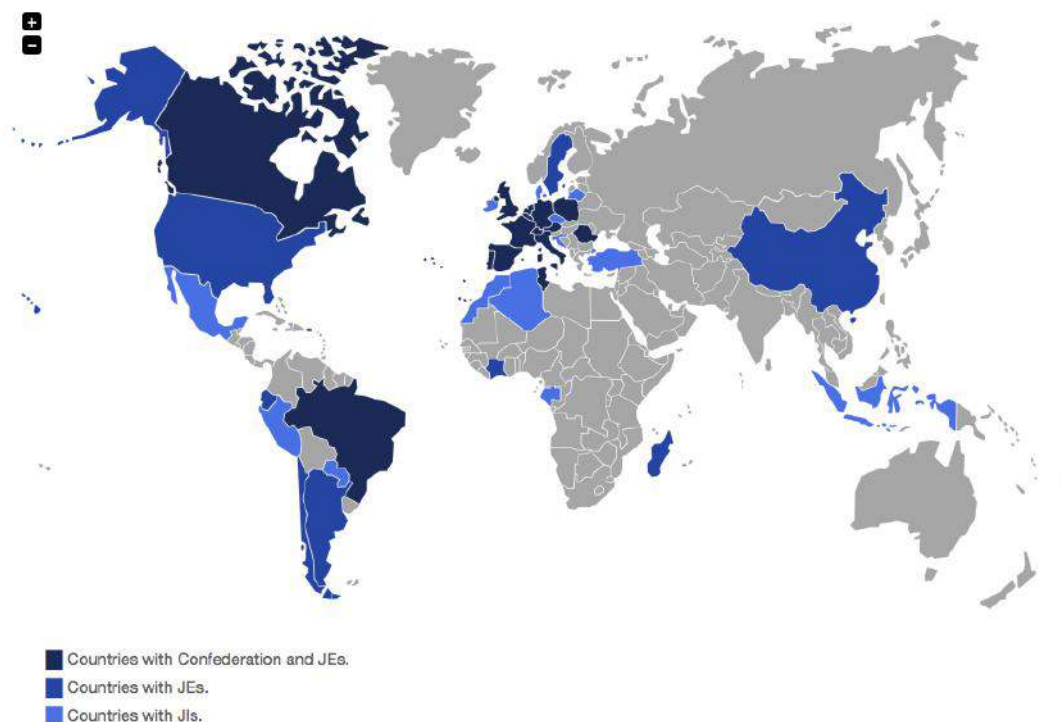 +
−
Countries with Confederation and JEs.
Countries with JEs.
Countries with JIs.